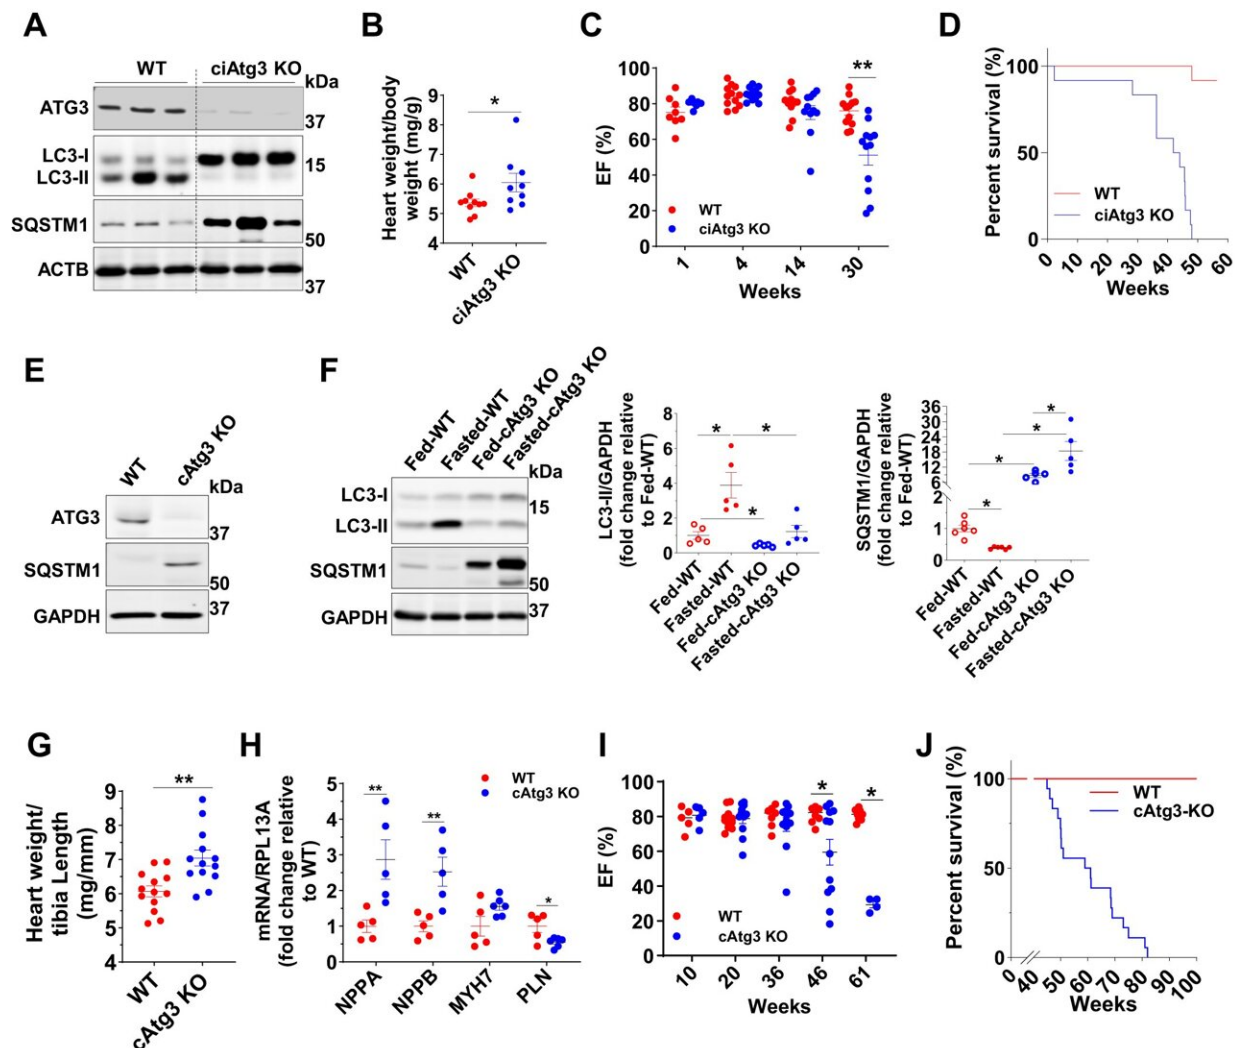 A
WT
ciAtg3 KO
kDa
ATG3
37
LC3-I
15
LC3-II
SQSTM1
50
ACTB
37
B
Heart weight/body
weight (mg/g)
9
8
7
6
5
4
*
WT
ciAtg3 KO
C
EF (%)
100
80
60
40
20
0
**
WT
ciAtg3 KO
1
4
14
30
Weeks
D
Percent survival (%)
100
50
0
WT
ciAtg3 KO
0 10 20 30 40 50 60
Weeks
E
WT
cAtg3 KO
kDa
ATG3
37
SQSTM1
50
GAPDH
37
F
Fed-WT
Fasted-WT
Fed-cAtg3 KO
Fasted-cAtg3 KO
kDa
LC3-I
15
LC3-II
SQSTM1
50
GAPDH
37
LC3-II/GAPDH
(fold change relative
to Fed-WT)
8
6
4
2
0
* *
*
Fed-WT
Fasted-WT
Fed-cAtg3 KO
Fasted-cAtg3 KO
SQSTM1/GAPDH
(fold change relative
to Fed-WT)
36
30
24
18
12
6
2
1
0
*
*
*
*
Fed-WT
Fasted-WT
Fed-cAtg3 KO
Fasted-cAtg3 KO
G
Heart weight/
tibia Length
(mg/mm)
9
8
7
6
5
4
**
WT
cAtg3 KO
H
mRNA/RPL13A
(fold change relative
to WT)
5
4
3
2
1
0
WT
cAtg3 KO
**
**
*
NPPA
NPPB
MYH7
PLN
I
EF (%)
100
80
60
40
20
0
* *
WT
cAtg3 KO
10
20
36
46
61
Weeks
J
Percent survival (%)
100
50
0
WT
cAtg3-KO
0 40 50 60 70 80 90 100
Weeks